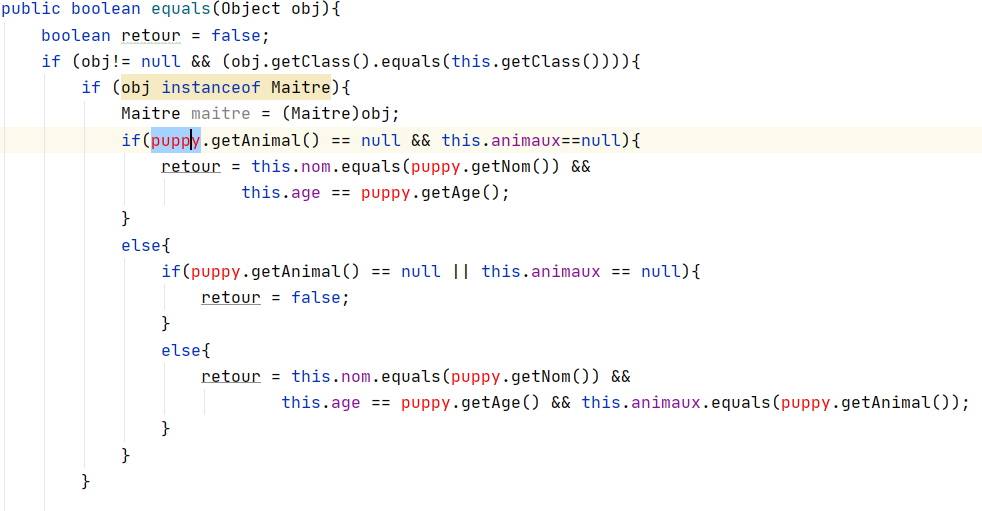 public boolean equals(Object obj){
    boolean retour = false;
    if (obj!= null && (obj.getClass().equals(this.getClass()))){
        if (obj instanceof Maitre){
            Maitre maitre = (Maitre)obj;
            if(puppy.getAnimal() == null && this.animaux==null){
                retour = this.nom.equals(puppy.getNom()) &&
                        this.age == puppy.getAge();
            }
            else{
                if(puppy.getAnimal() == null || this.animaux == null){
                    retour = false;
                }
                else{
                    retour = this.nom.equals(puppy.getNom()) &&
                            this.age == puppy.getAge() && this.animaux.equals(puppy.getAnimal());
                }
            }
        }